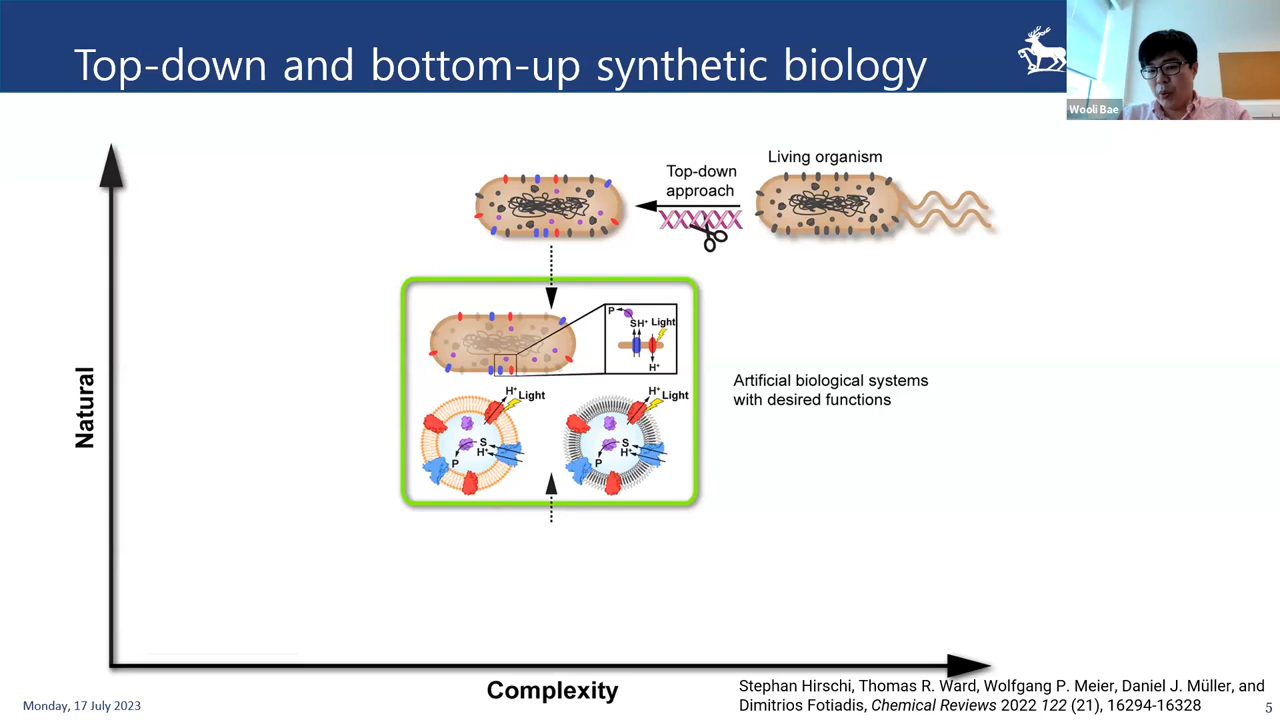 Top-down and bottom-up synthetic biology
Wooli Bae
Living organism
Top-down
approach
P
SH⁺
Light
H⁺
H⁺
Light
S
H⁺
P
H⁺
Light
S
H⁺
P
Artificial biological systems
with desired functions
Natural
Complexity
Stephan Hirschi, Thomas R. Ward, Wolfgang P. Meier, Daniel J. Müller, and
Dimitrios Fotiadis, Chemical Reviews 2022 122 (21), 16294-16328
Monday, 17 July 2023
5